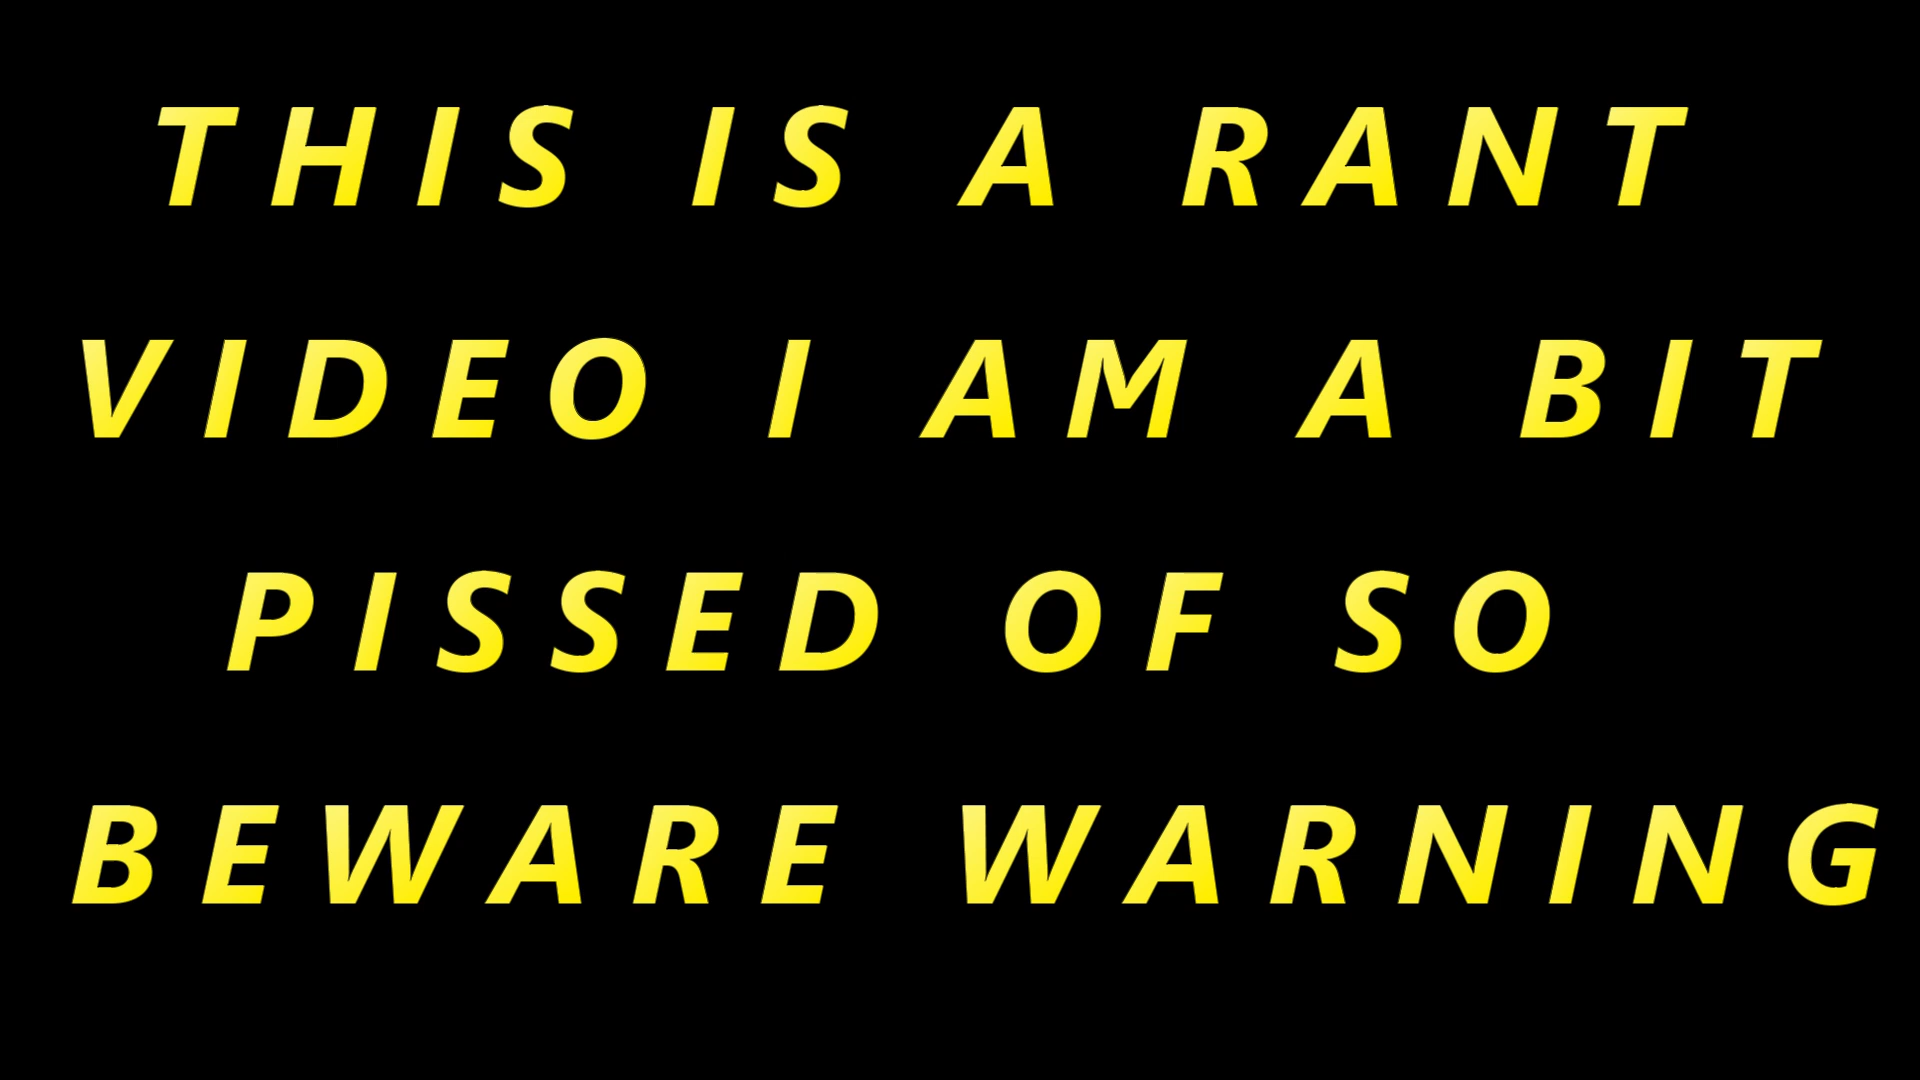 THIS IS A RANT
VIDEO I AM A BIT
PISSED OF SO
BEWARE WARNING